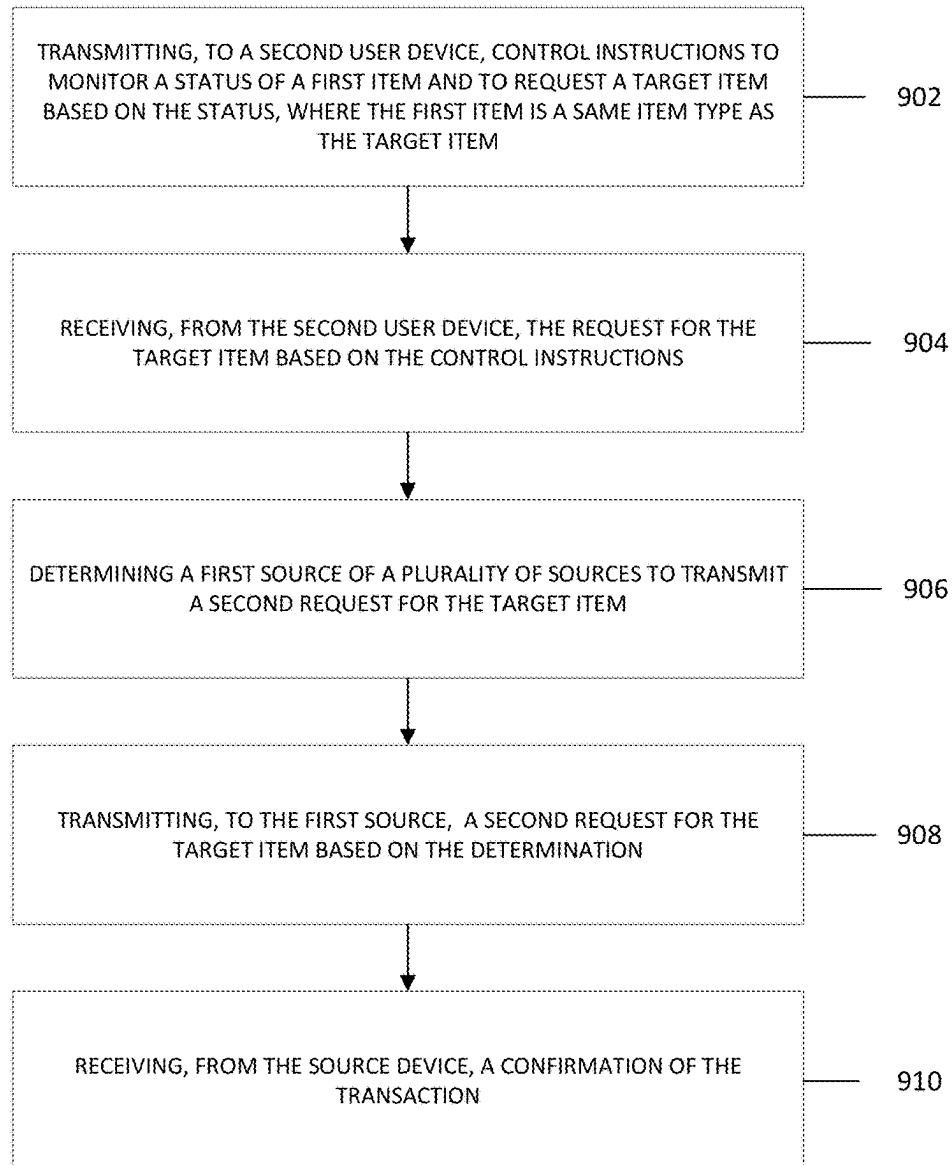 TRANSMITTING, TO A SECOND USER DEVICE, CONTROL INSTRUCTIONS TO
MONITOR A STATUS OF A FIRST ITEM AND TO REQUEST A TARGET ITEM
BASED ON THE STATUS, WHERE THE FIRST ITEM IS A SAME ITEM TYPE AS
THE TARGET ITEM
902
RECEIVING, FROM THE SECOND USER DEVICE, THE REQUEST FOR THE
TARGET ITEM BASED ON THE CONTROL INSTRUCTIONS
904
DETERMINING A FIRST SOURCE OF A PLURALITY OF SOURCES TO TRANSMIT
A SECOND REQUEST FOR THE TARGET ITEM
906
TRANSMITTING, TO THE FIRST SOURCE, A SECOND REQUEST FOR THE
TARGET ITEM BASED ON THE DETERMINATION
908
RECEIVING, FROM THE SOURCE DEVICE, A CONFIRMATION OF THE
TRANSACTION
910